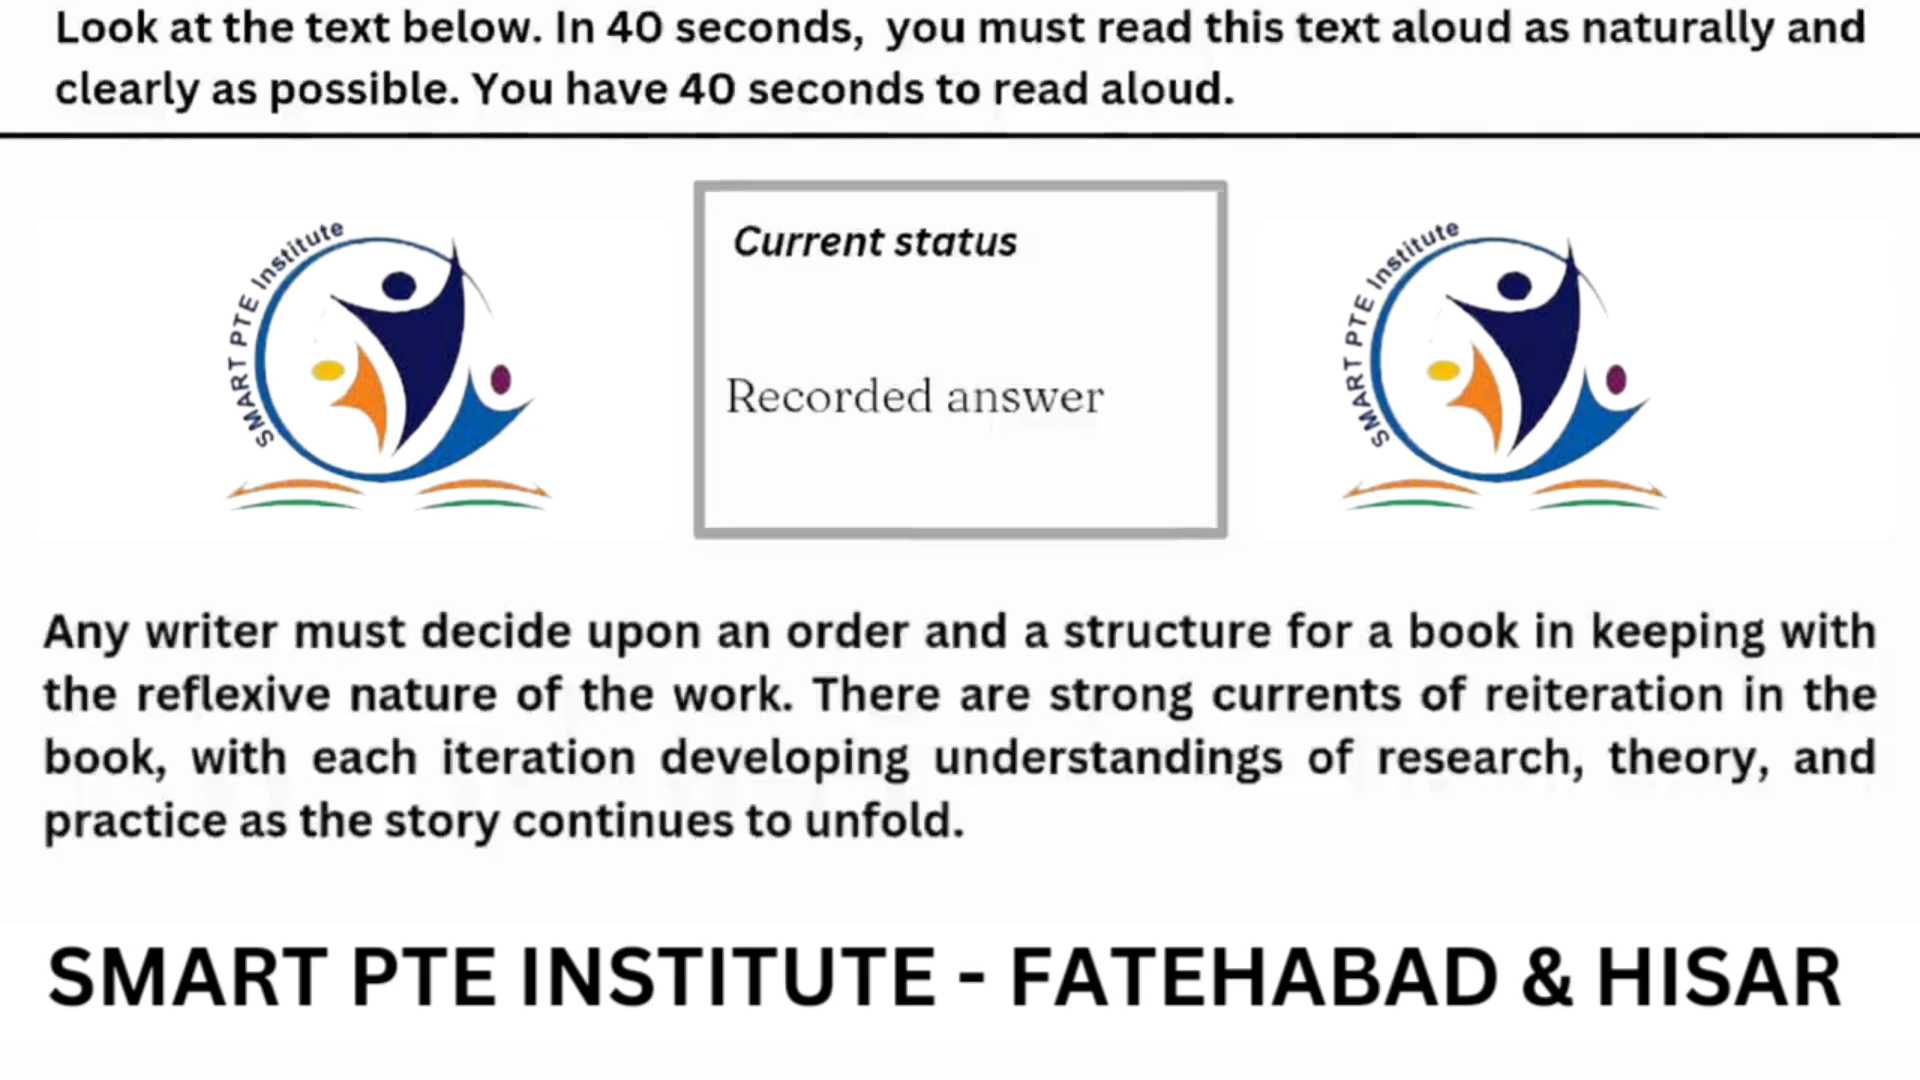 Look at the text below. In 40 seconds, you must read this text aloud as naturally and
clearly as possible. You have 40 seconds to read aloud.
SMART PTE Institute
Current status
Recorded answer
SMART PTE Institute
Any writer must decide upon an order and a structure for a book in keeping with
the reflexive nature of the work. There are strong currents of reiteration in the
book, with each iteration developing understandings of research, theory, and
practice as the story continues to unfold.
SMART PTE INSTITUTE - FATEHABAD & HISAR